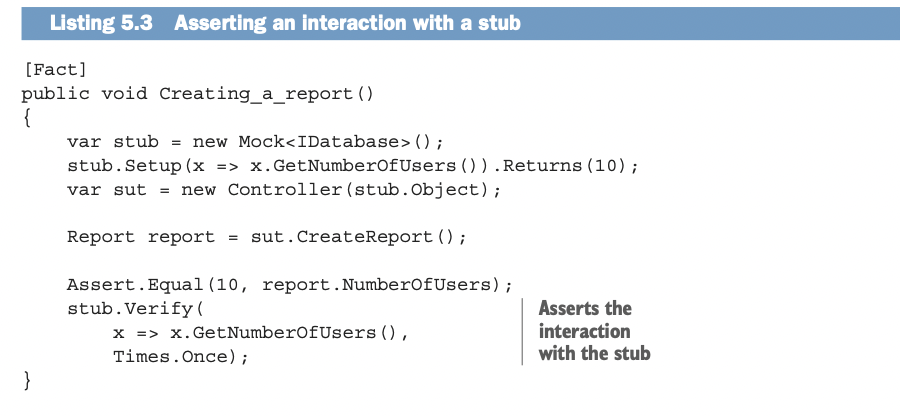 Listing 5.3 Asserting an interaction with a stub
[Fact]
public void Creating_a_report()
{
var stub = new Mock<IDatabase>();
stub.Setup(x => x.GetNumberOfUsers()).Returns(10);
var sut = new Controller(stub.Object);
Report report = sut.CreateReport();
Assert.Equal(10, report.NumberOfUsers);
stub.Verify(
x => x.GetNumberOfUsers(),
Times.Once);
}
Asserts the
interaction
with the stub